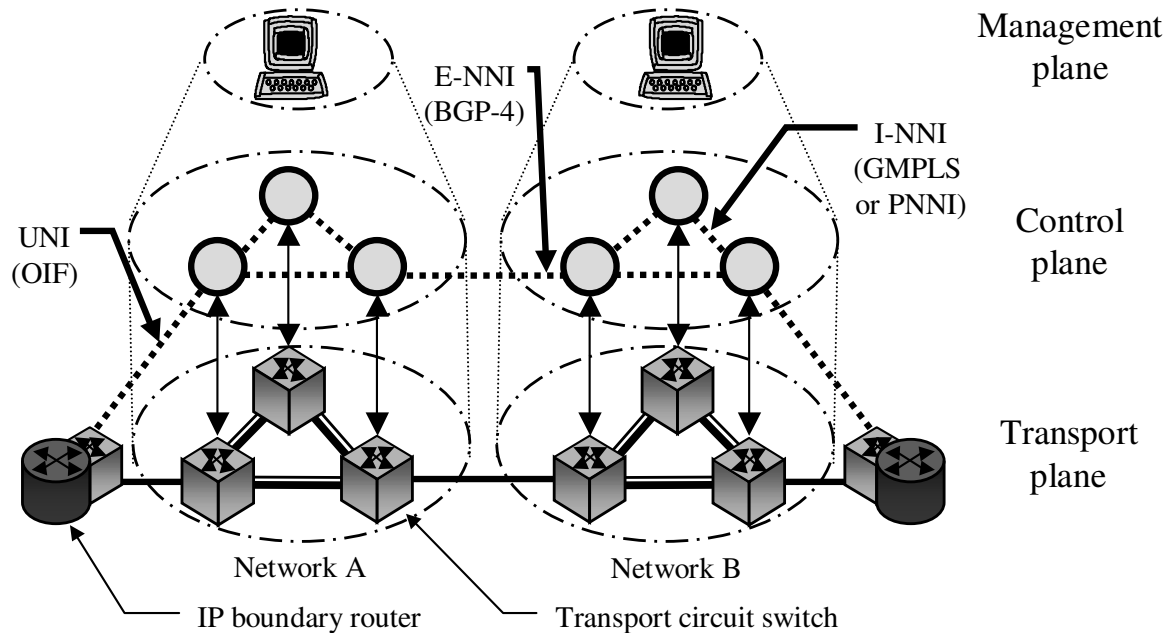 Management
plane
E-NNI
(BGP-4)
I-NNI
(GMPLS
or PNNI)
UNI
(OIF)
Control
plane
Transport
plane
Network A
Network B
IP boundary router
Transport circuit switch